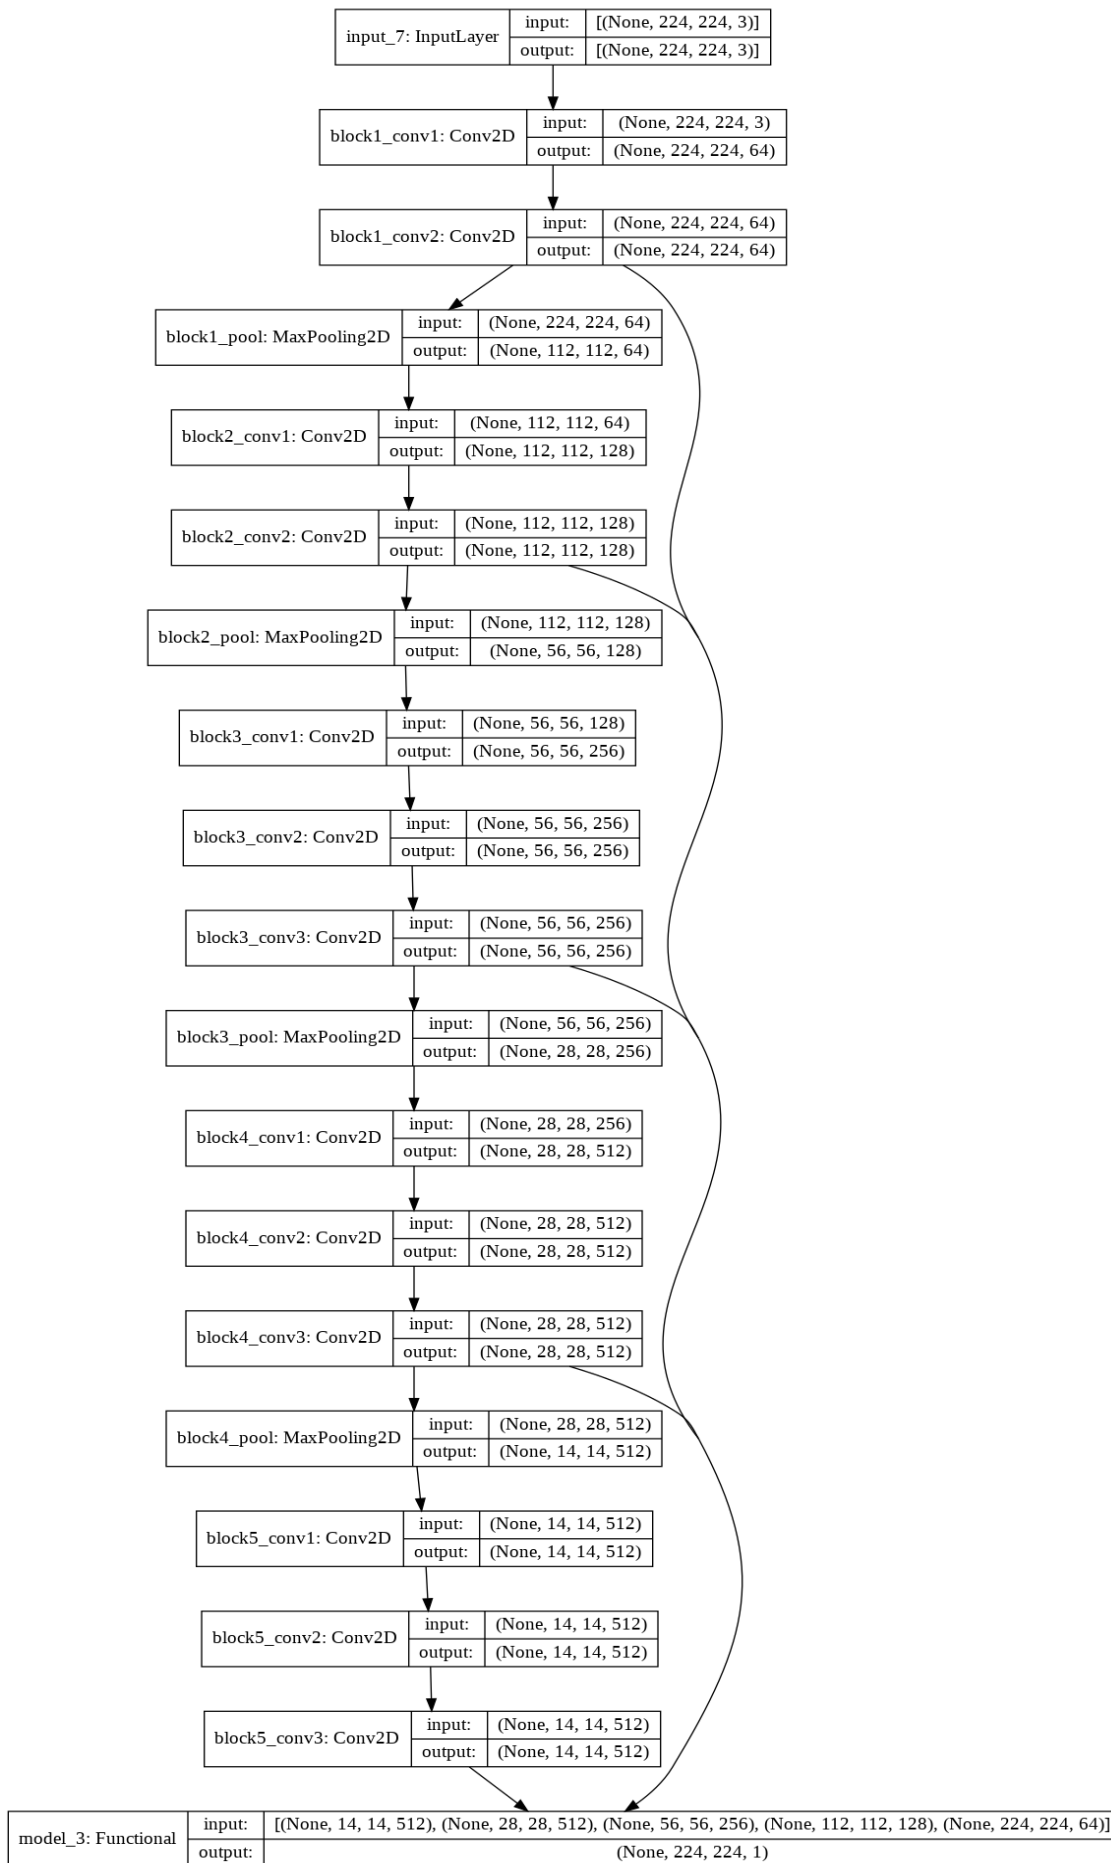 input_7: InputLayer
input: [(None, 224, 224, 3)]
output: [(None, 224, 224, 3)]
block1_conv1: Conv2D
input: (None, 224, 224, 3)
output: (None, 224, 224, 64)
block1_conv2: Conv2D
input: (None, 224, 224, 64)
output: (None, 224, 224, 64)
block1_pool: MaxPooling2D
input: (None, 224, 224, 64)
output: (None, 112, 112, 64)
block2_conv1: Conv2D
input: (None, 112, 112, 64)
output: (None, 112, 112, 128)
block2_conv2: Conv2D
input: (None, 112, 112, 128)
output: (None, 112, 112, 128)
block2_pool: MaxPooling2D
input: (None, 112, 112, 128)
output: (None, 56, 56, 128)
block3_conv1: Conv2D
input: (None, 56, 56, 128)
output: (None, 56, 56, 256)
block3_conv2: Conv2D
input: (None, 56, 56, 256)
output: (None, 56, 56, 256)
block3_conv3: Conv2D
input: (None, 56, 56, 256)
output: (None, 56, 56, 256)
block3_pool: MaxPooling2D
input: (None, 56, 56, 256)
output: (None, 28, 28, 256)
block4_conv1: Conv2D
input: (None, 28, 28, 256)
output: (None, 28, 28, 512)
block4_conv2: Conv2D
input: (None, 28, 28, 512)
output: (None, 28, 28, 512)
block4_conv3: Conv2D
input: (None, 28, 28, 512)
output: (None, 28, 28, 512)
block4_pool: MaxPooling2D
input: (None, 28, 28, 512)
output: (None, 14, 14, 512)
block5_conv1: Conv2D
input: (None, 14, 14, 512)
output: (None, 14, 14, 512)
block5_conv2: Conv2D
input: (None, 14, 14, 512)
output: (None, 14, 14, 512)
block5_conv3: Conv2D
input: (None, 14, 14, 512)
output: (None, 14, 14, 512)
model_3: Functional
input: [(None, 14, 14, 512), (None, 28, 28, 512), (None, 56, 56, 256), (None, 112, 112, 128), (None, 224, 224, 64)]
output: (None, 224, 224, 1)